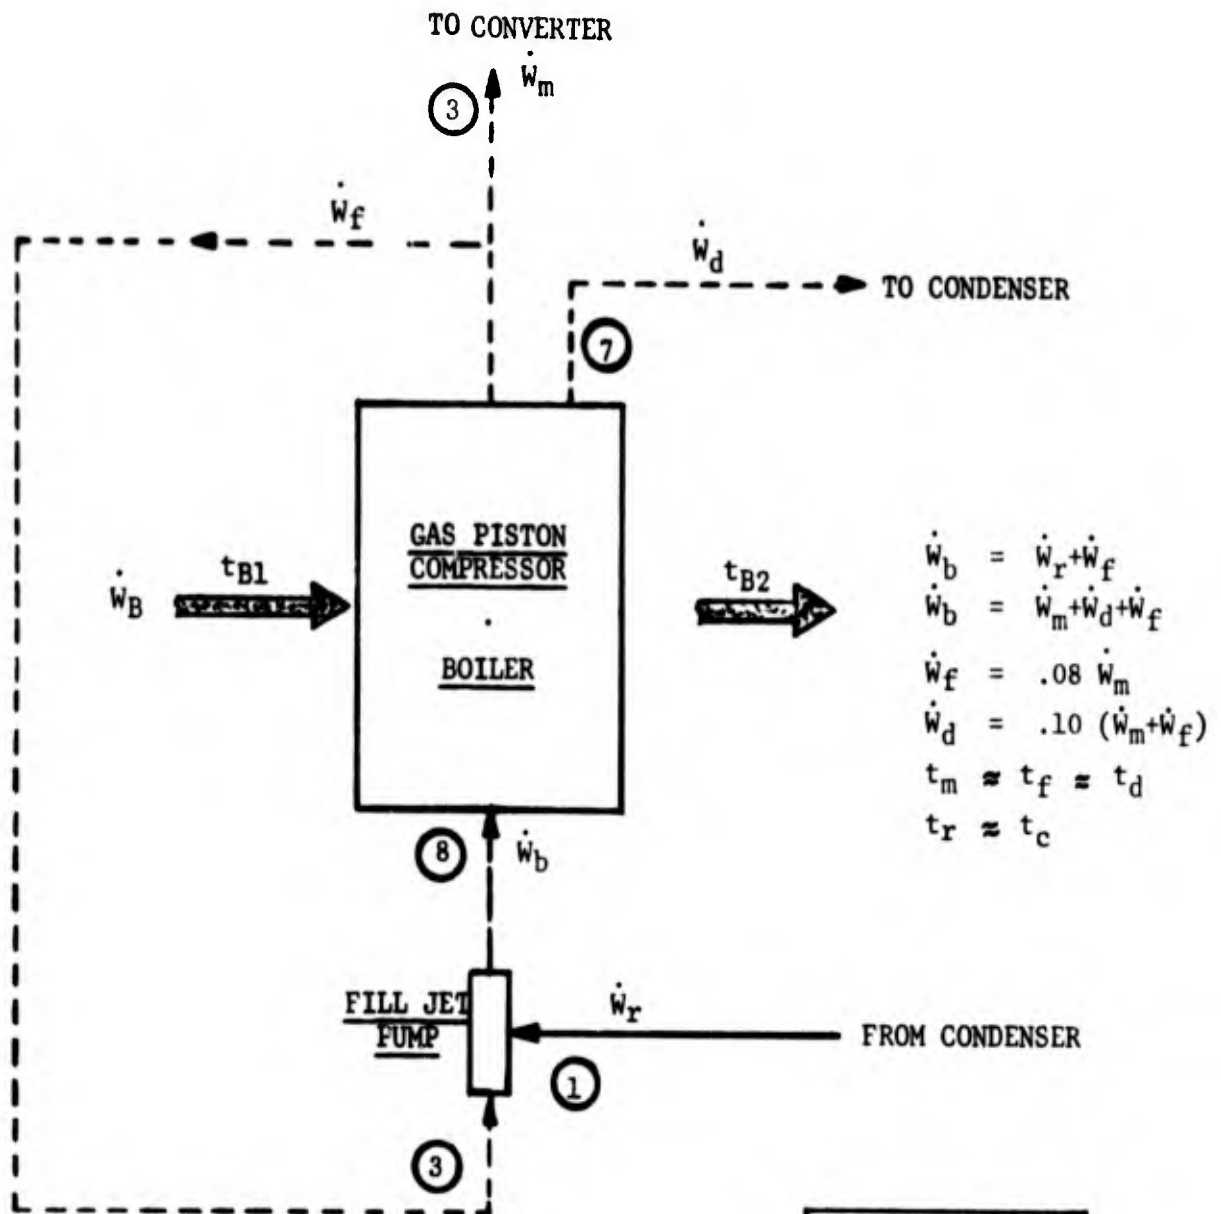 TO CONVERTER
Ẇm
3
Ẇf
Ẇd
TO CONDENSER
7
GAS PISTON
COMPRESSOR
.
BOILER
ẆB
tB1
tB2
Ẇb = Ẇr+Ẇf
Ẇb = Ẇm+Ẇd+Ẇf
Ẇf = .08 Ẇm
Ẇd = .10 (Ẇm+Ẇf)
tm ≈ tf ≈ td
tr ≈ tc
8
Ẇb
FILL JET
PUMP
Ẇr
FROM CONDENSER
1
3